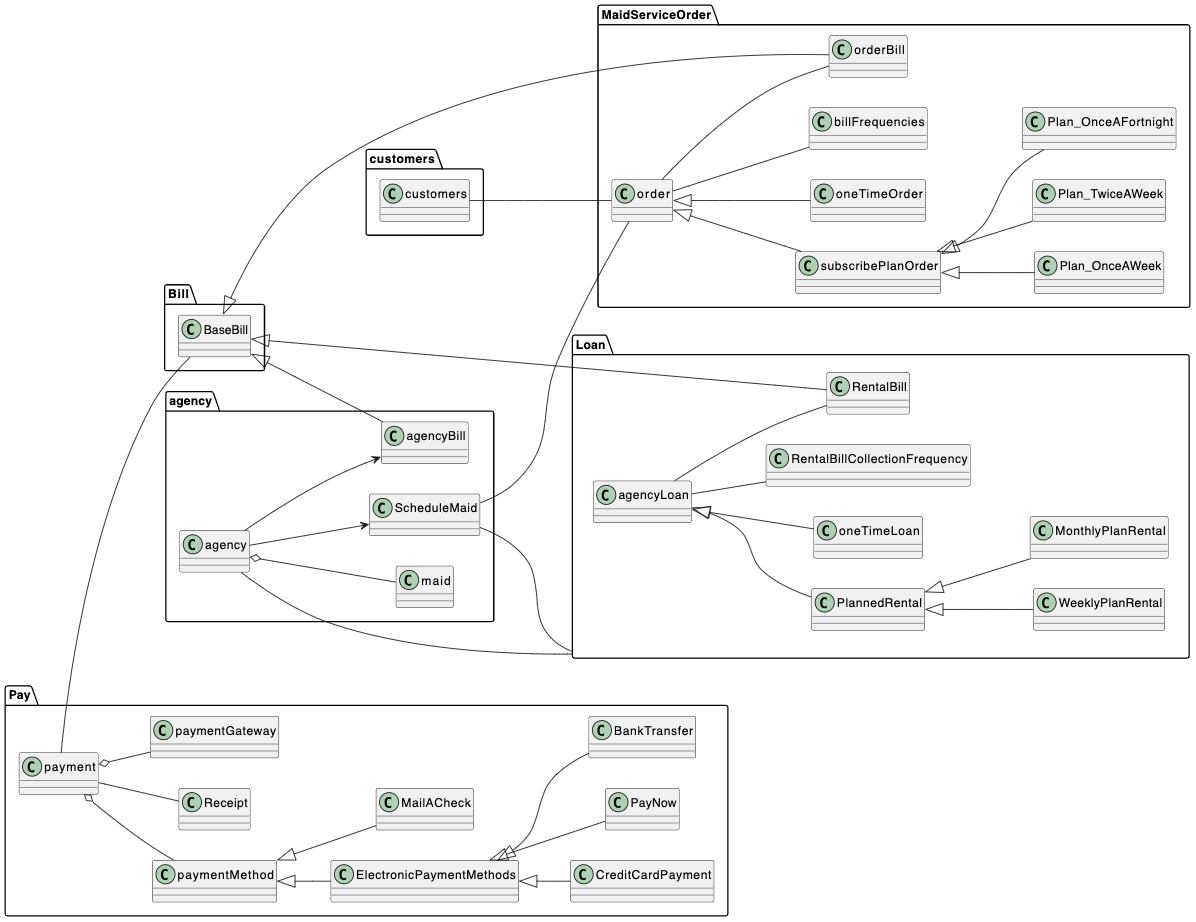 MaidServiceOrder
C orderBill
C billFrequencies
C Plan_OnceAFortnight
customers
C customers
C order
C oneTimeOrder
C Plan_TwiceAWeek
C subscribePlanOrder
C Plan_OnceAWeek
Bill
C BaseBill
Loan
C RentalBill
agency
C agencyBill
C RentalBillCollectionFrequency
C agencyLoan
C ScheduleMaid
C oneTimeLoan
C MonthlyPlanRental
C agency
C maid
C PlannedRental
C WeeklyPlanRental
Pay
C paymentGateway
C BankTransfer
C payment
C Receipt
C MailACheck
C PayNow
C paymentMethod
C ElectronicPaymentMethods
C CreditCardPayment